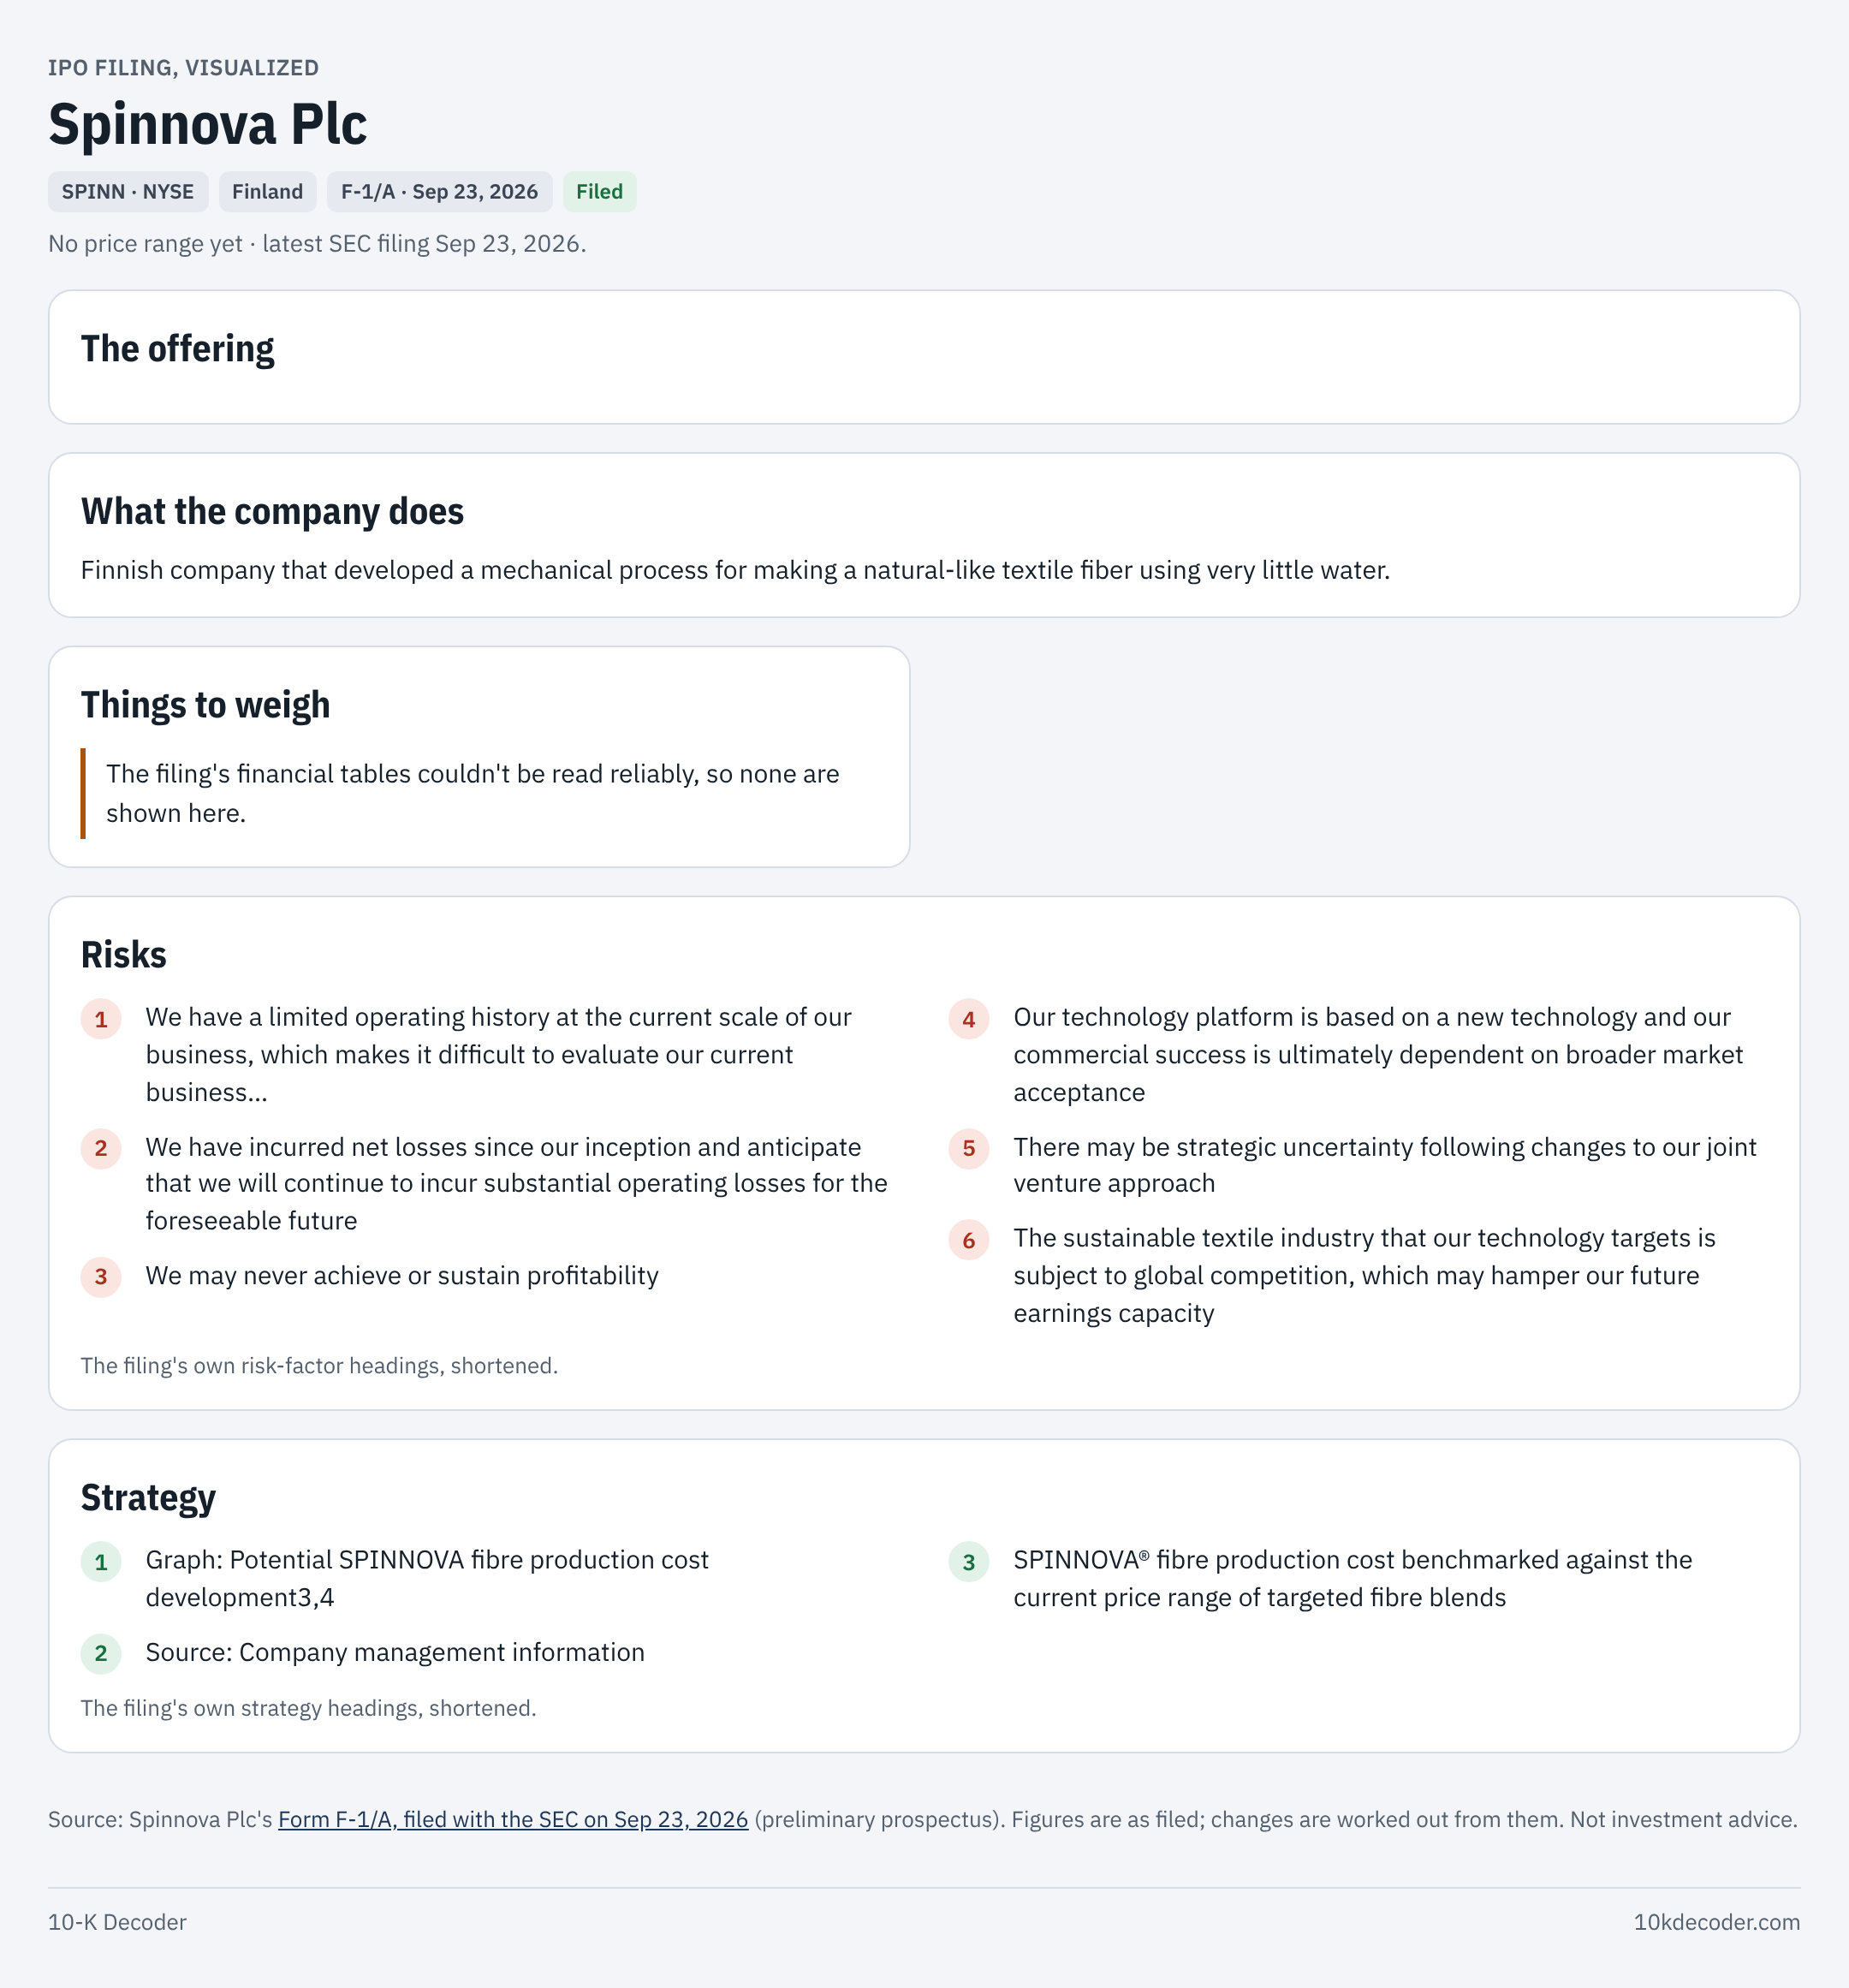 IPO FILING, VISUALIZED
Spinnova Plc
SPINN · NYSE
Finland
F-1/A · Sep 23, 2026
Filed
No price range yet · latest SEC filing Sep 23, 2026.
The offering
What the company does
Finnish company that developed a mechanical process for making a natural-like textile fiber using very little water.
Things to weigh
The filing's financial tables couldn't be read reliably, so none are
shown here.
Risks
1
We have a limited operating history at the current scale of our
business, which makes it difficult to evaluate our current
business…
2
We have incurred net losses since our inception and anticipate
that we will continue to incur substantial operating losses for the
foreseeable future
3
We may never achieve or sustain profitability
4
Our technology platform is based on a new technology and our
commercial success is ultimately dependent on broader market
acceptance
5
There may be strategic uncertainty following changes to our joint
venture approach
6
The sustainable textile industry that our technology targets is
subject to global competition, which may hamper our future
earnings capacity
The filing's own risk-factor headings, shortened.
Strategy
1
Graph: Potential SPINNOVA fibre production cost
development3,4
2
Source: Company management information
3
SPINNOVA® fibre production cost benchmarked against the
current price range of targeted fibre blends
The filing's own strategy headings, shortened.
Source: Spinnova Plc's Form F-1/A, filed with the SEC on Sep 23, 2026 (preliminary prospectus). Figures are as filed; changes are worked out from them. Not investment advice.
10-K Decoder
10kdecoder.com